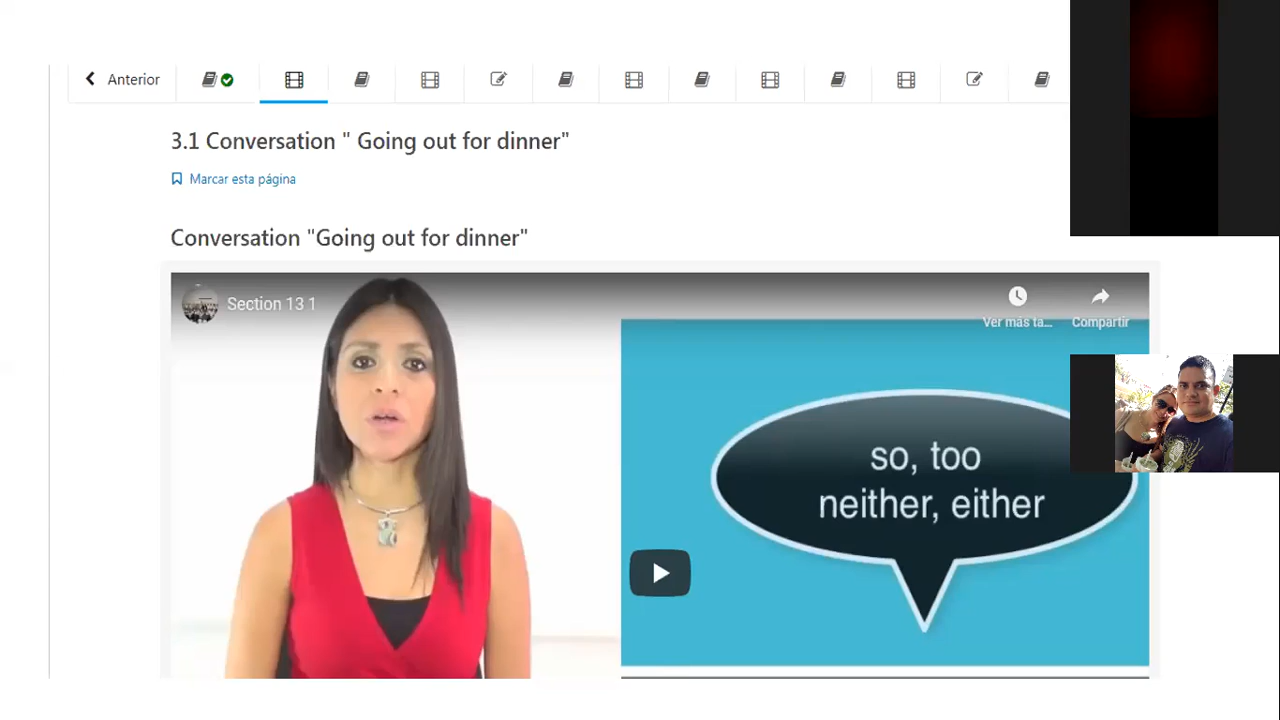 Anterior
3.1 Conversation " Going out for dinner"
Marcar esta página
Conversation "Going out for dinner"
Section 13 1
Ver más ta...
Compartir
so, too
neither, either